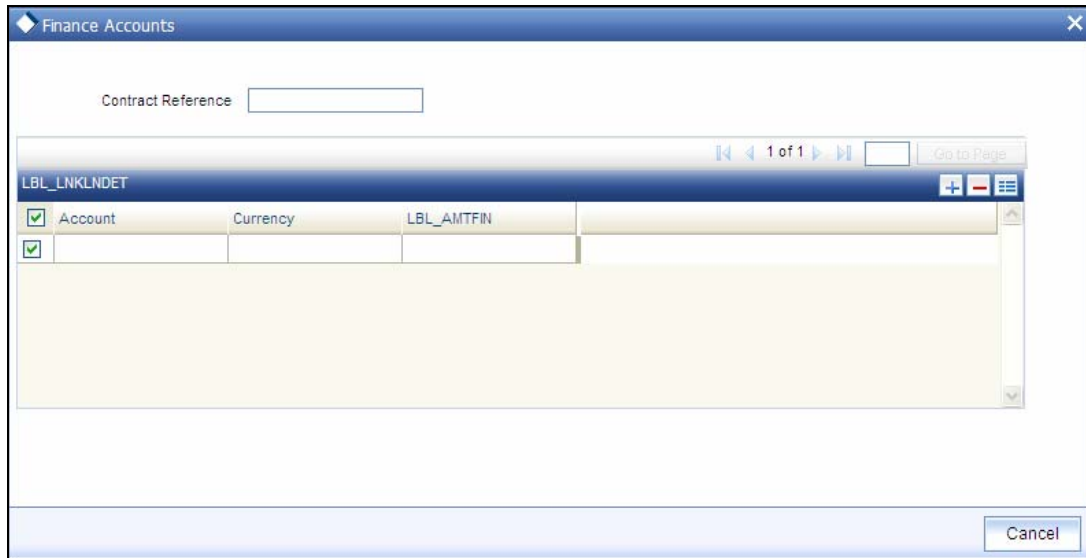 Finance Accounts
Contract Reference
1 of 1 Go to Page
LBL_LNKLNDET
Account Currency LBL_AMTFIN
Cancel